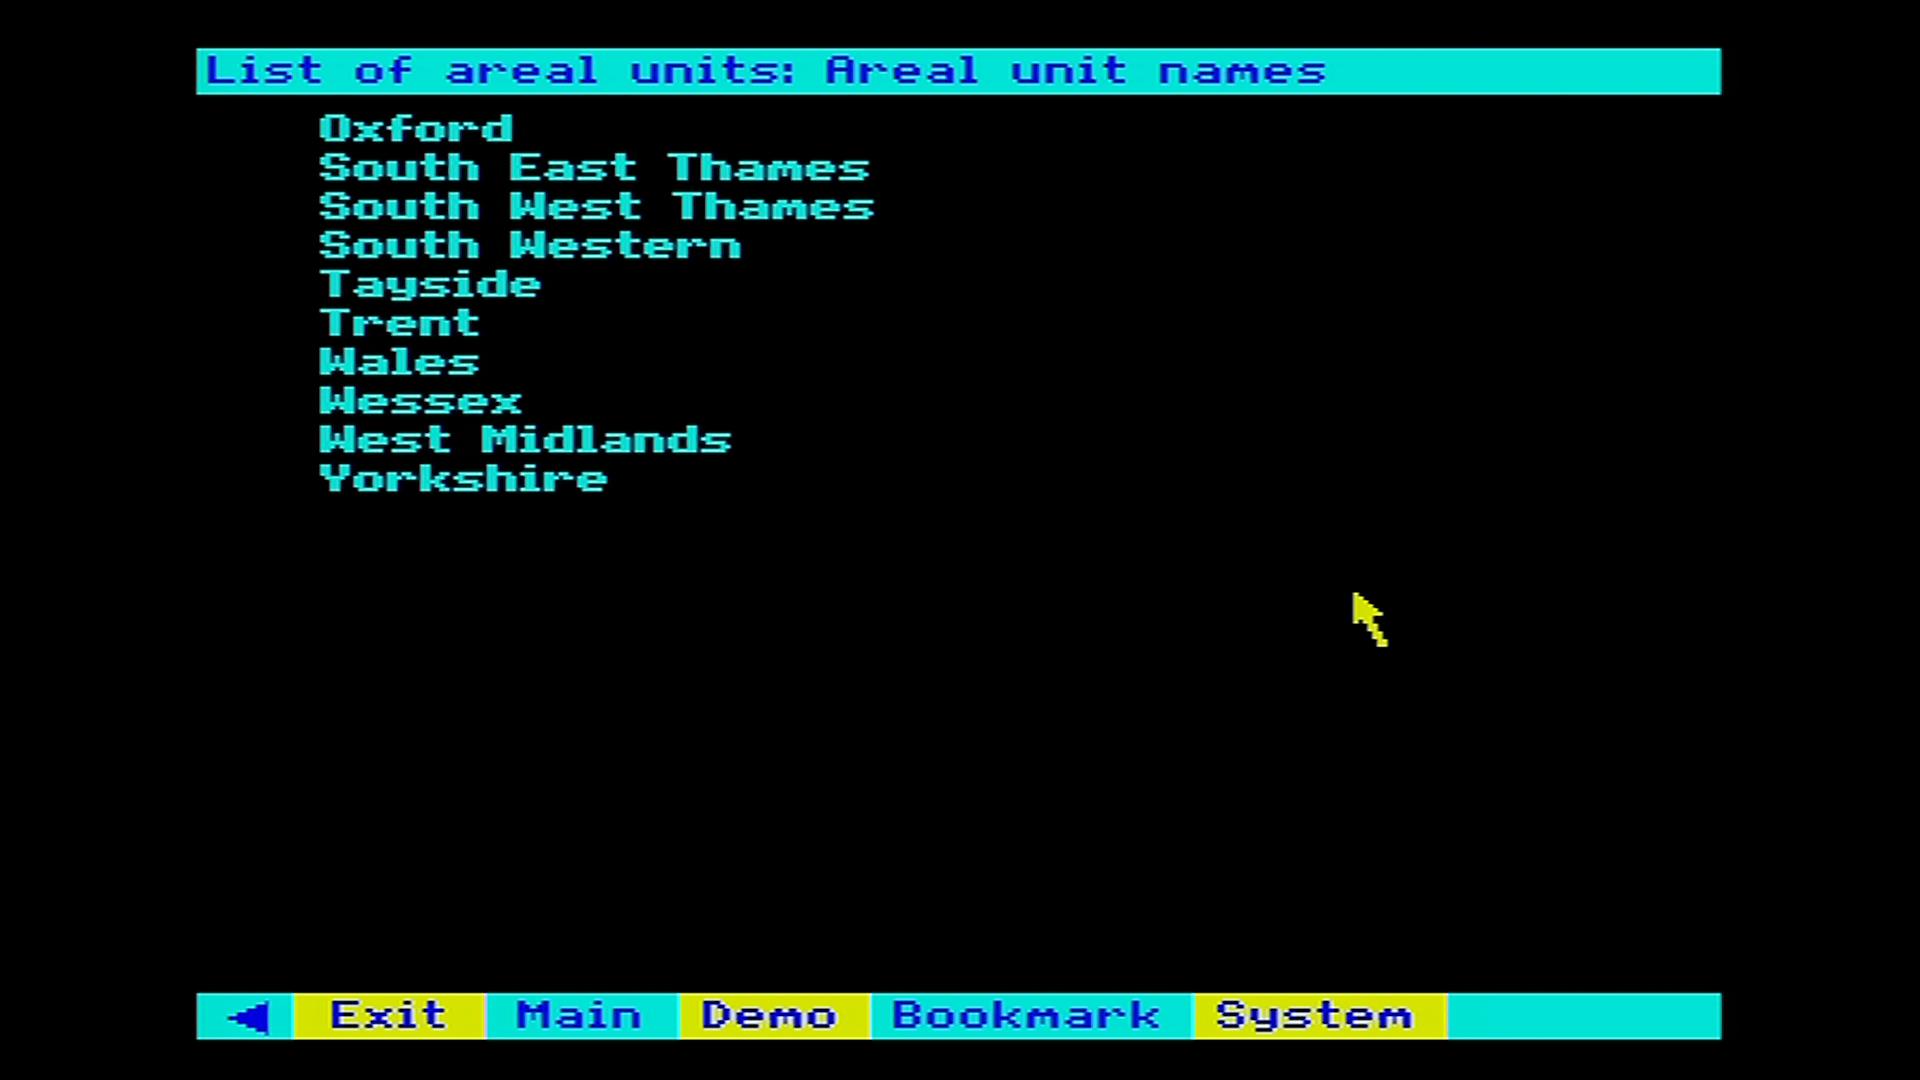 List of areal units: Areal unit names
Oxford
South East Thames
South West Thames
South Western
Tayside
Trent
Wales
Wessex
West Midlands
Yorkshire
Exit Main Demo Bookmark System